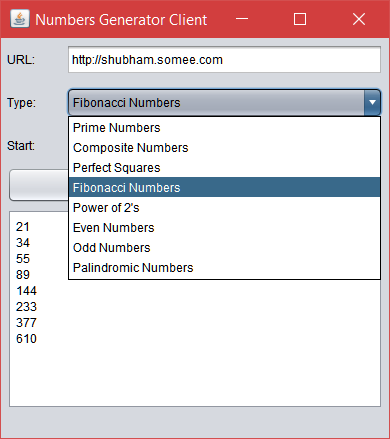 Numbers Generator Client
URL:
http://shubham.somee.com
Type:
Fibonacci Numbers
Prime Numbers
Composite Numbers
Perfect Squares
Fibonacci Numbers
Power of 2's
Even Numbers
Odd Numbers
Palindromic Numbers
Start:
21
34
55
89
144
233
377
610